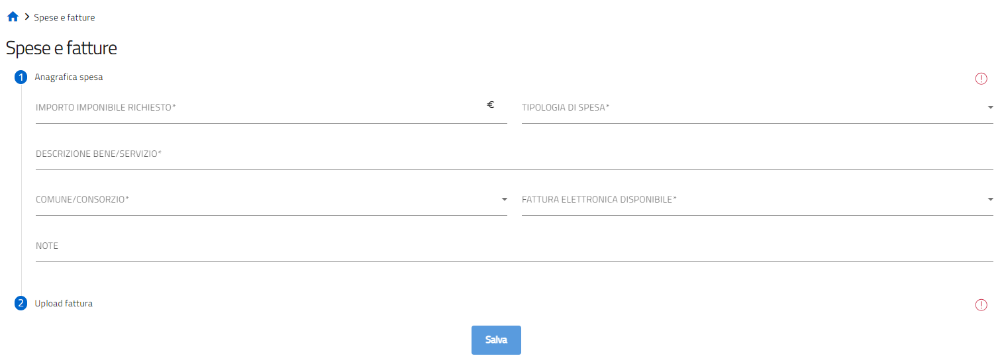 Spese e fatture
Spese e fatture
1 Anagrafica spesa
IMPORTO IMPONIBILE RICHIESTO* €
TIPOLOGIA DI SPESA*
DESCRIZIONE BENE/SERVIZIO*
COMUNE/CONSORZIO*
FATTURA ELETTRONICA DISPONIBILE*
NOTE
2 Upload fattura
Salva